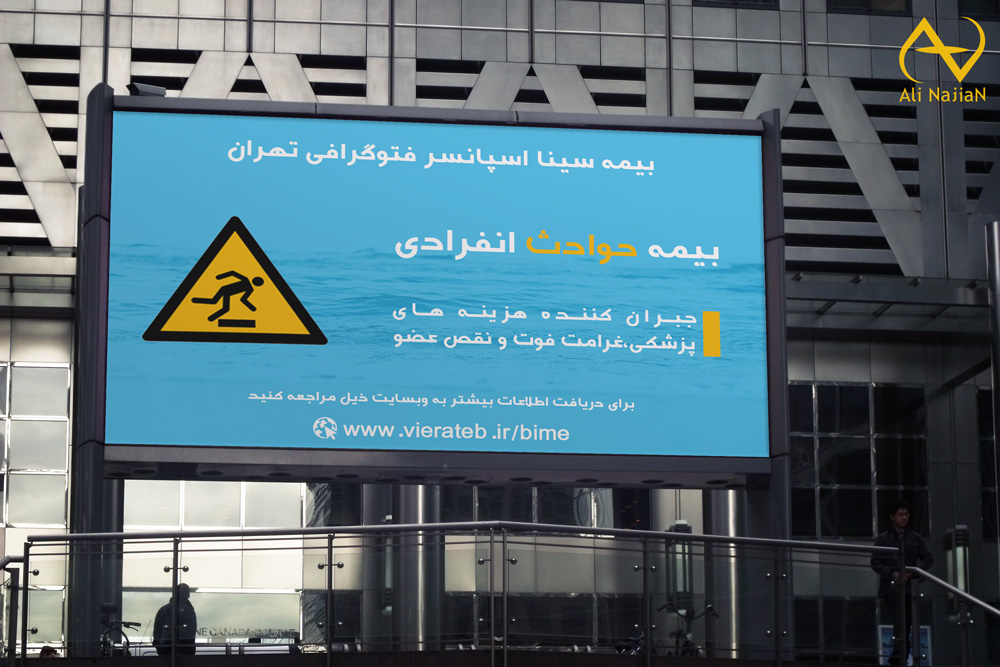 Ali NajiaN
بیمه سینا اسپانسر فتوگرافی تهران
بیمه حوادث انفرادی
جبران کننده هزینه های
پزشکی،غرامت فوت و نقص عضو
برای دریافت اطلاعات بیشتر به وبسایت ذیل مراجعه کنید
www .vierateb .ir/bime